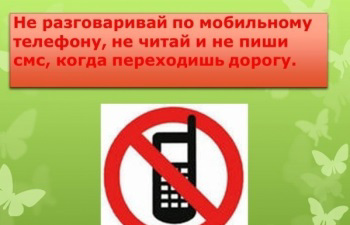 Не разговаривай по мобильному
телефону, не читай и не пиши
смс, когда переходишь дорогу.